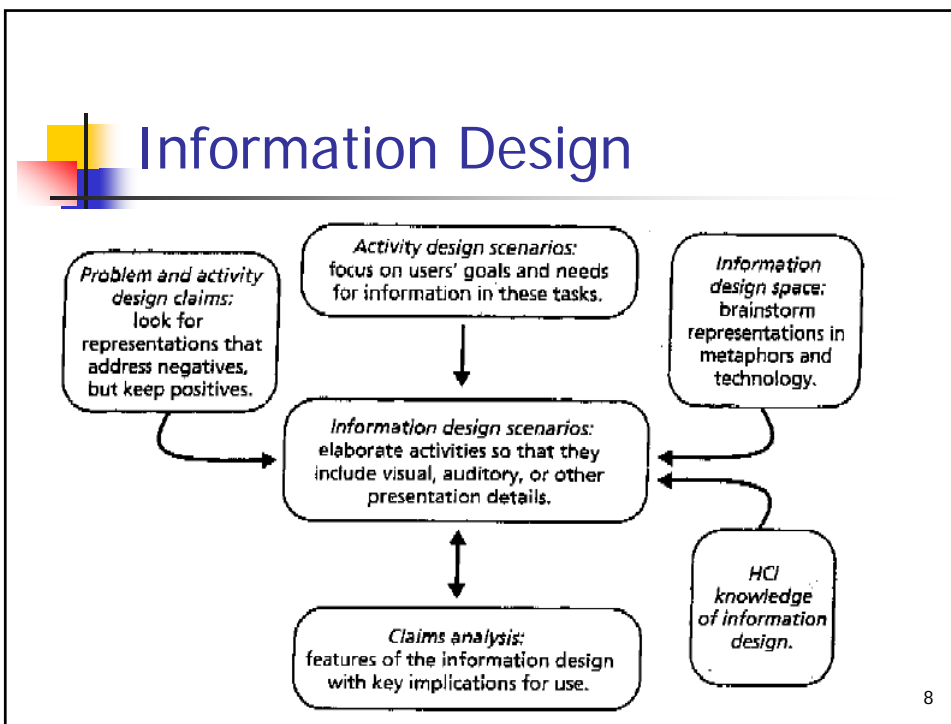 Information Design
Problem and activity
design claims:
look for
representations that
address negatives,
but keep positives.
Activity design scenarios:
focus on users' goals and needs
for information in these tasks.
Information
design space:
brainstorm
representations in
metaphors and
technology.
Information design scenarios:
elaborate activities so that they
include visual, auditory, or other
presentation details.
HCI
knowledge
of information
design.
Claims analysis:
features of the information design
with key implications for use.
8